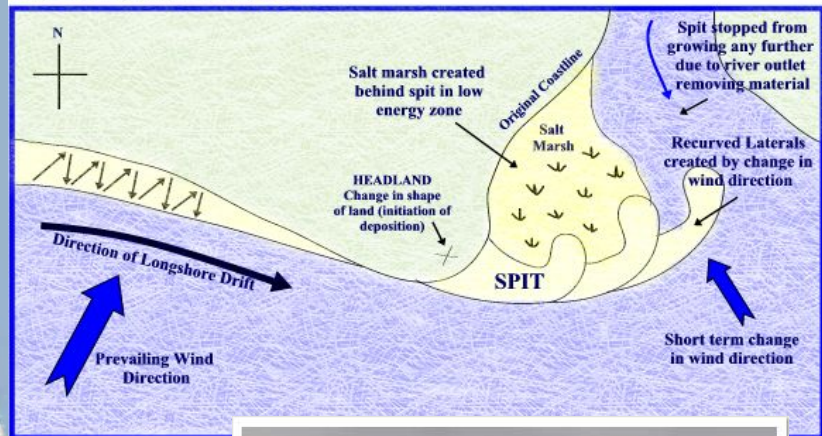 N
Salt marsh created
behind spit in low
energy zone
Original Coastline
Spit stopped from
growing any further
due to river outlet
removing material
Salt
Marsh
Recurved Laterals
created by change in
wind direction
HEADLAND
Change in shape
of land (initiation of
deposition)
Direction of Longshore Drift
SPIT
Prevailing Wind
Direction
Short term change
in wind direction